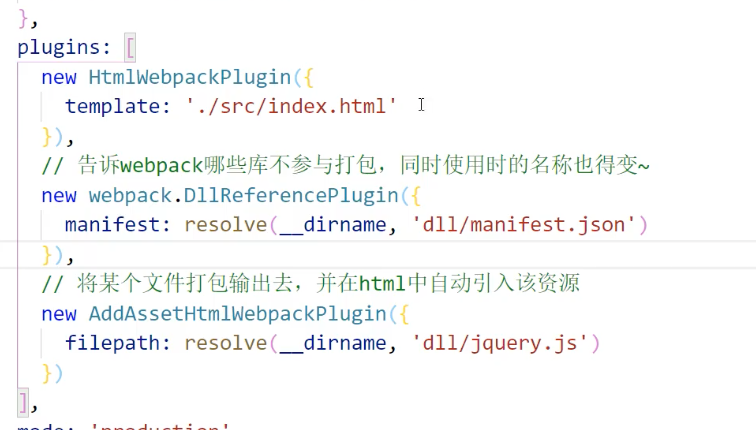 },
plugins: [
new HtmlWebpackPlugin({
template: './src/index.html'
}),
// 告诉webpack哪些库不参与打包，同时使用时的名称也得变~
new webpack.DllReferencePlugin({
manifest: resolve(__dirname, 'dll/manifest.json')
}),
// 将某个文件打包输出去，并在html中自动引入该资源
new AddAssetHtmlWebpackPlugin({
filepath: resolve(__dirname, 'dll/jquery.js')
})
],
mode: 'production'